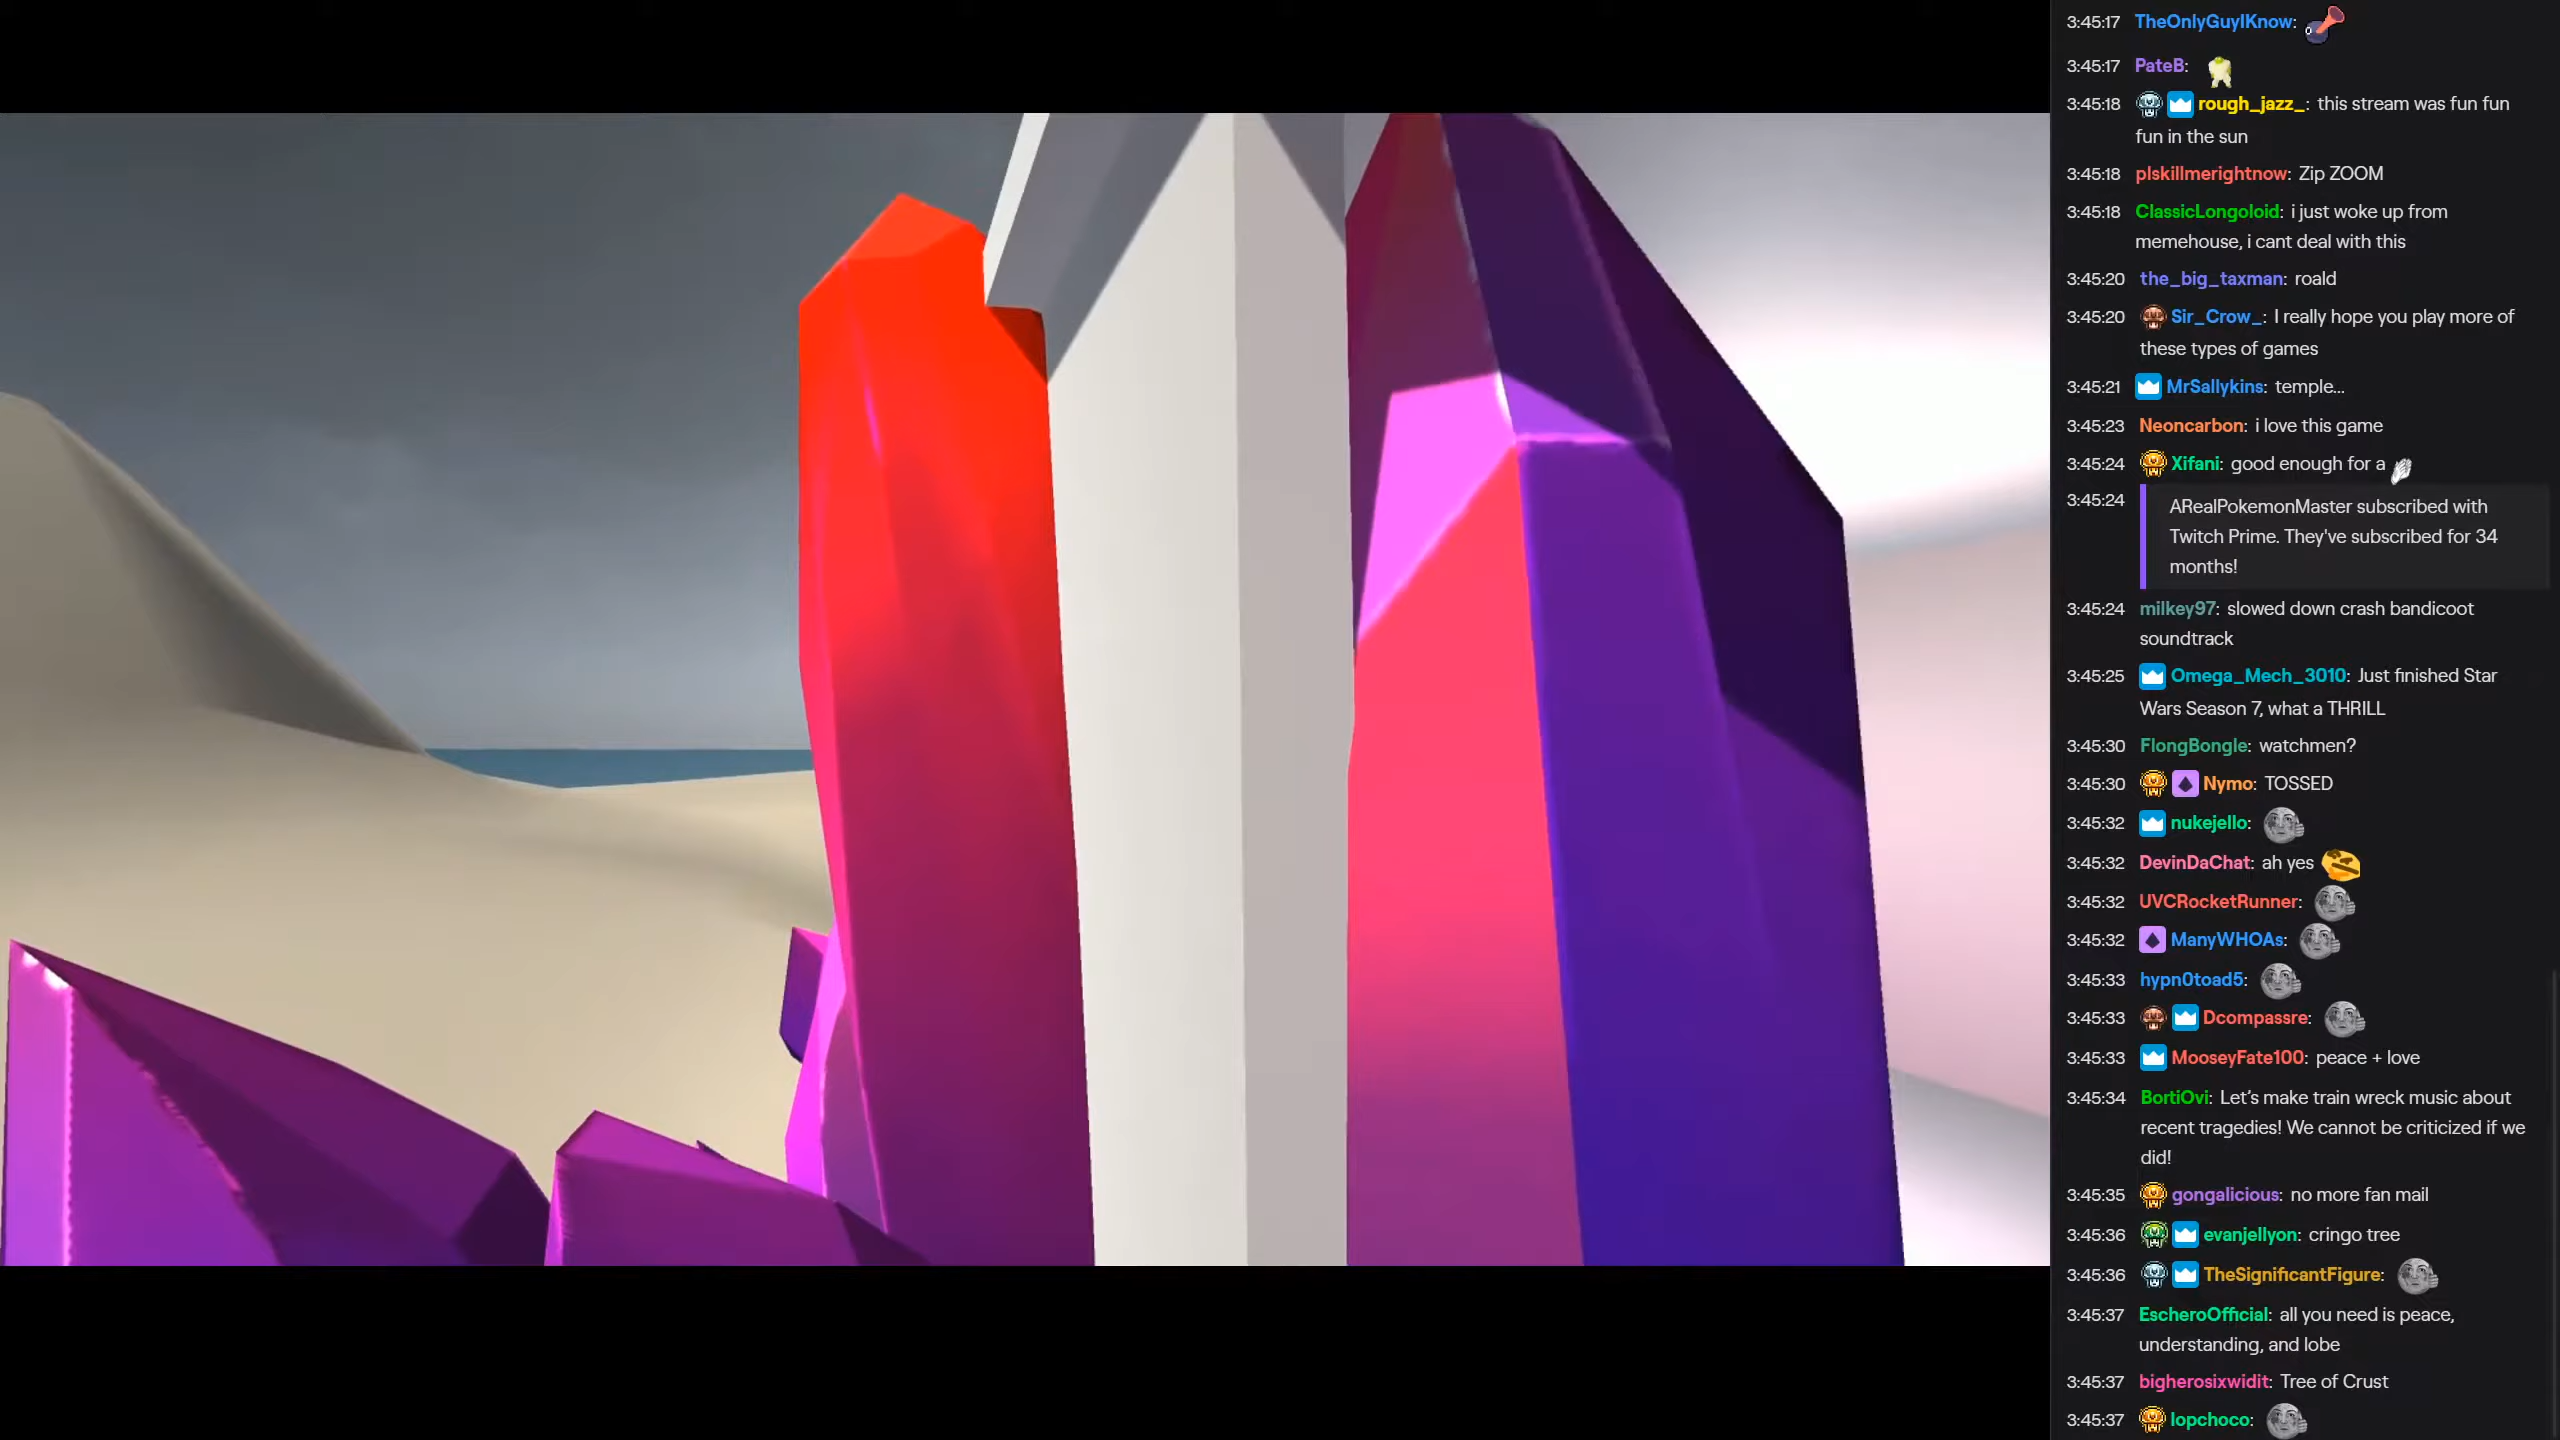 3:45:17 TheOnlyGuyIKnow:
3:45:17 PateB:
3:45:18 rough_jazz_: this stream was fun fun
fun in the sun
3:45:18 plskillmerightnow: Zip ZOOM
3:45:18 ClassicLongoloid: i just woke up from
memehouse, i cant deal with this
3:45:20 the_big_taxman: roald
3:45:20 Sir_Crow_: I really hope you play more of
these types of games
3:45:21 MrSallykins: temple...
3:45:23 Neoncarbon: i love this game
3:45:24 Xifani: good enough for a
3:45:24 ARealPokemonMaster subscribed with
Twitch Prime. They've subscribed for 34
months!
3:45:24 milkey97: slowed down crash bandicoot
soundtrack
3:45:25 Omega_Mech_3010: Just finished Star
Wars Season 7, what a THRILL
3:45:30 FlongBongle: watchmen?
3:45:30 Nymo: TOSSED
3:45:32 nukejello:
3:45:32 DevinDaChat: ah yes
3:45:32 UVCRocketRunner:
3:45:32 ManyWHOAs:
3:45:33 hypn0toad5:
3:45:33 Dcompassre:
3:45:33 MooseyFate100: peace + love
3:45:34 BortiOvi: Let's make train wreck music about
recent tragedies! We cannot be criticized if we
did!
3:45:35 gongalicious: no more fan mail
3:45:36 evanjellyon: cringo tree
3:45:36 TheSignificantFigure:
3:45:37 EscheroOfficial: all you need is peace,
understanding, and lobe
3:45:37 bigherosixwidit: Tree of Crust
3:45:37 lopchoco: